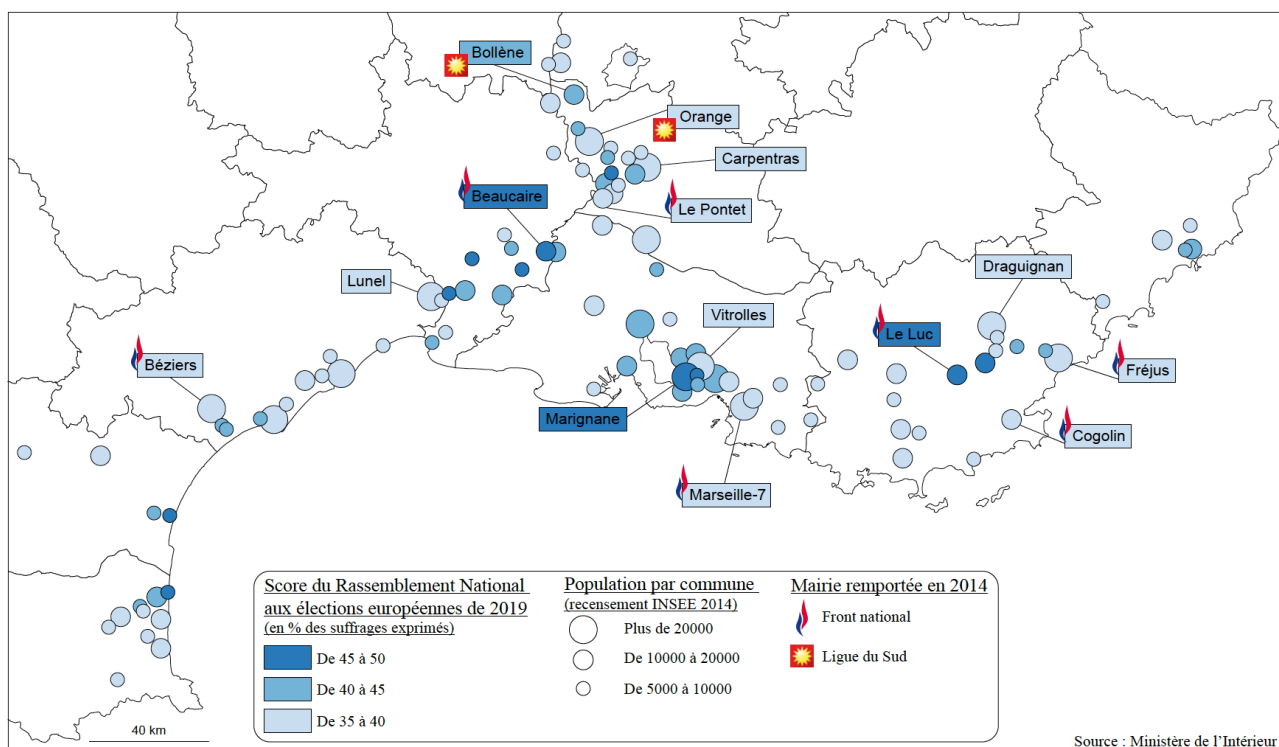 Bollène
Orange
Carpentras
Beaucaire
Le Pontet
Draguignan
Lunel
Vitrolles
Le Luc
Béziers
Fréjus
Marignane
Cogolin
Marseille-7
Score du Rassemblement National
aux élections européennes de 2019
(en % des suffrages exprimés)
De 45 à 50
De 40 à 45
De 35 à 40
Population par commune
(recensement INSEE 2014)
Plus de 20000
De 10000 à 20000
De 5000 à 10000
Mairie remportée en 2014
Front national
Ligue du Sud
40 km
Source : Ministère de l'Intérieur